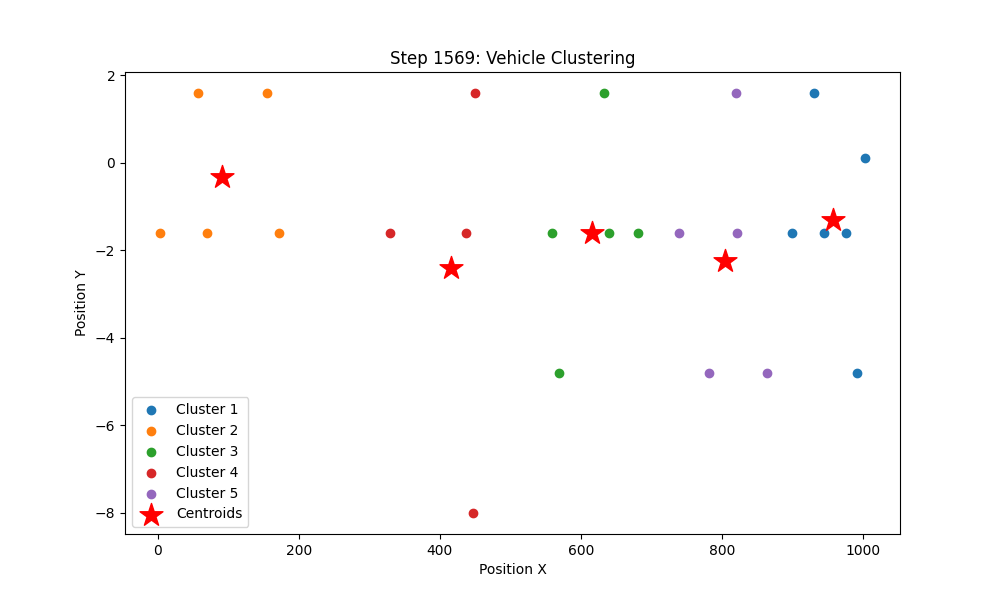 Step 1569: Vehicle Clustering
Position Y
2
0
−2
−4
−6
−8
Cluster 1
Cluster 2
Cluster 3
Cluster 4
Cluster 5
Centroids
0 200 400 600 800 1000
Position X